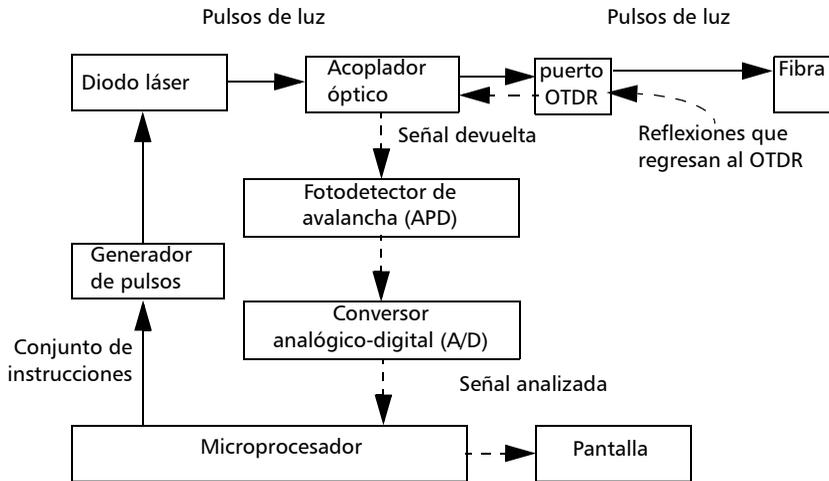 Pulsos de luz
Pulsos de luz
Diodo láser
Acoplador
óptico
puerto
OTDR
Fibra
Señal devuelta
Reflexiones que
regresan al OTDR
Fotodetector de
avalancha (APD)
Generador
de pulsos
Conversor
analógico-digital (A/D)
Conjunto de
instrucciones
Señal analizada
Microprocesador
Pantalla